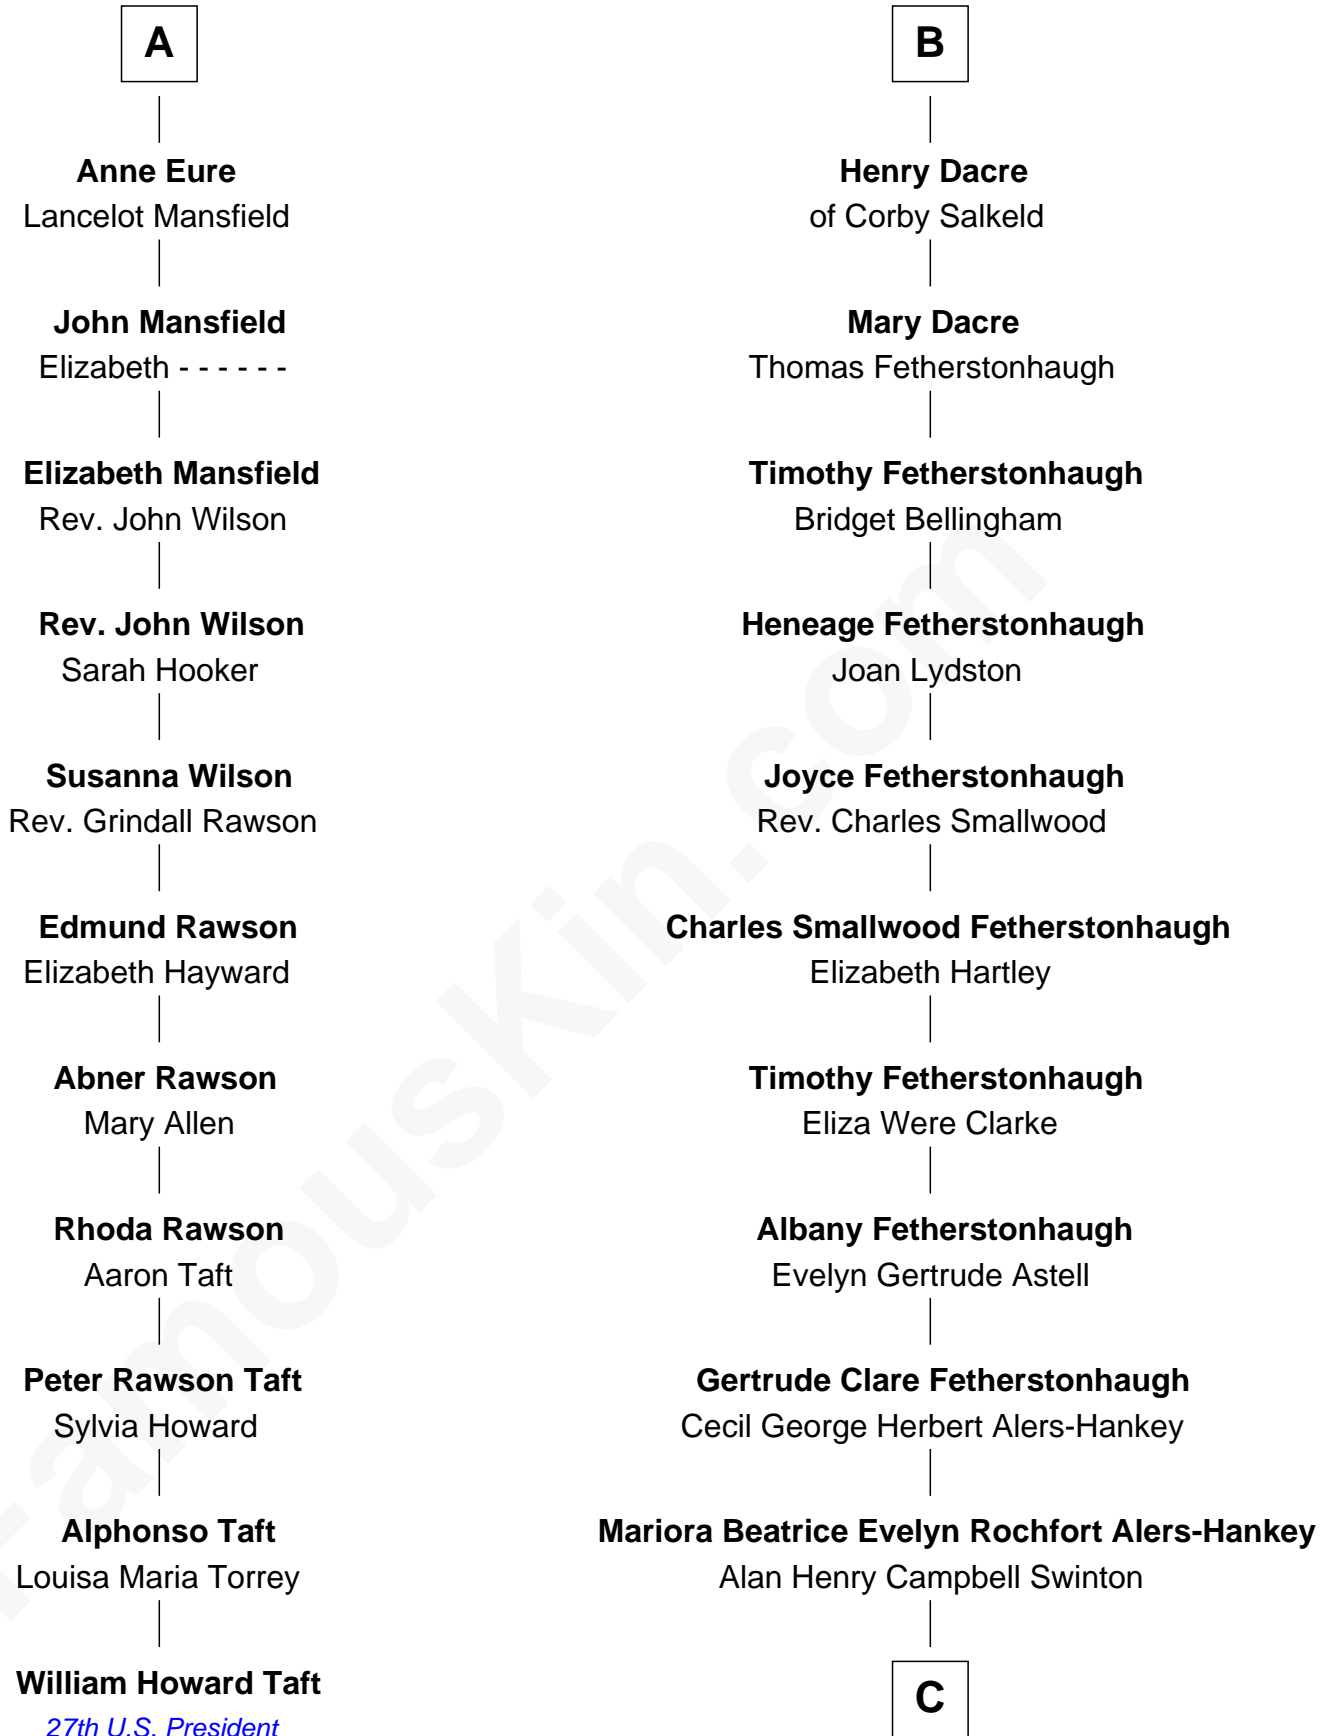 A
Anne Eure
Lancelot Mansfield
John Mansfield
Elizabeth - - - - - -
Elizabeth Mansfield
Rev. John Wilson
Rev. John Wilson
Sarah Hooker
Susanna Wilson
Rev. Grindall Rawson
Edmund Rawson
Elizabeth Hayward
Abner Rawson
Mary Allen
Rhoda Rawson
Aaron Taft
Peter Rawson Taft
Sylvia Howard
Alphonso Taft
Louisa Maria Torrey
William Howard Taft
27th U.S. President
B
Henry Dacre
of Corby Salkeld
Mary Dacre
Thomas Fetherstonhaugh
Timothy Fetherstonhaugh
Bridget Bellingham
Heneage Fetherstonhaugh
Joan Lydston
Joyce Fetherstonhaugh
Rev. Charles Smallwood
Charles Smallwood Fetherstonhaugh
Elizabeth Hartley
Timothy Fetherstonhaugh
Eliza Were Clarke
Albany Fetherstonhaugh
Evelyn Gertrude Astell
Gertrude Clare Fetherstonhaugh
Cecil George Herbert Alers-Hankey
Mariora Beatrice Evelyn Rochfort Alers-Hankey
Alan Henry Campbell Swinton
C
FamousKin.com